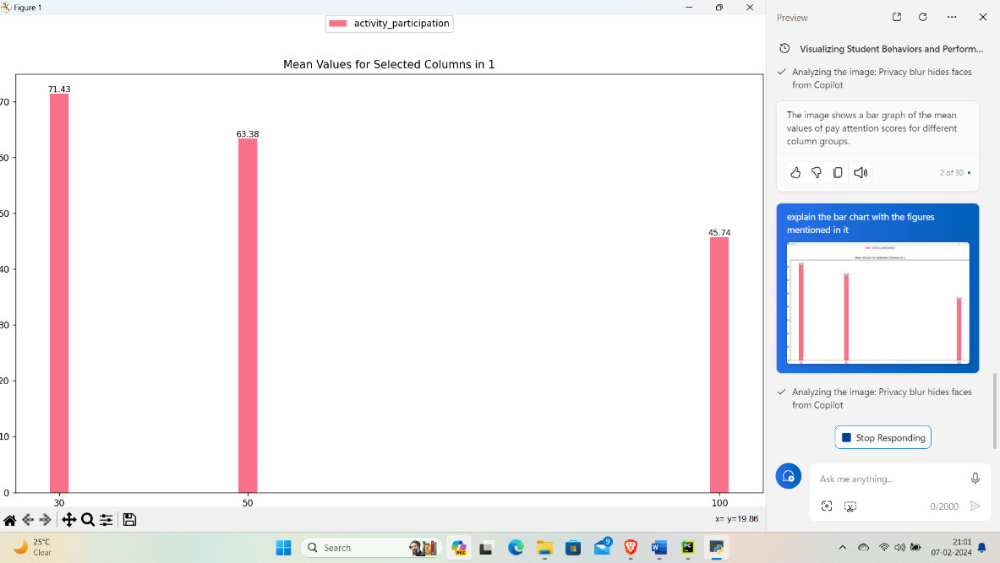 Figure 1
activity_participation
Mean Values for Selected Columns in 1
71.43
63.38
45.74
70
60
50
40
30
20
10
0
30
50
100
x= y=19.86
Preview
Visualizing Student Behaviors and Perform...
Analyzing the image: Privacy blur hides faces
from Copilot
The image shows a bar graph of the mean
values of pay attention scores for different
column groups.
2 of 30
explain the bar chart with the figures
mentioned in it
Analyzing the image: Privacy blur hides faces
from Copilot
Stop Responding
Ask me anything...
0/2000
25°C
Clear
Search
PRE
9
W
PC
21:01
07-02-2024